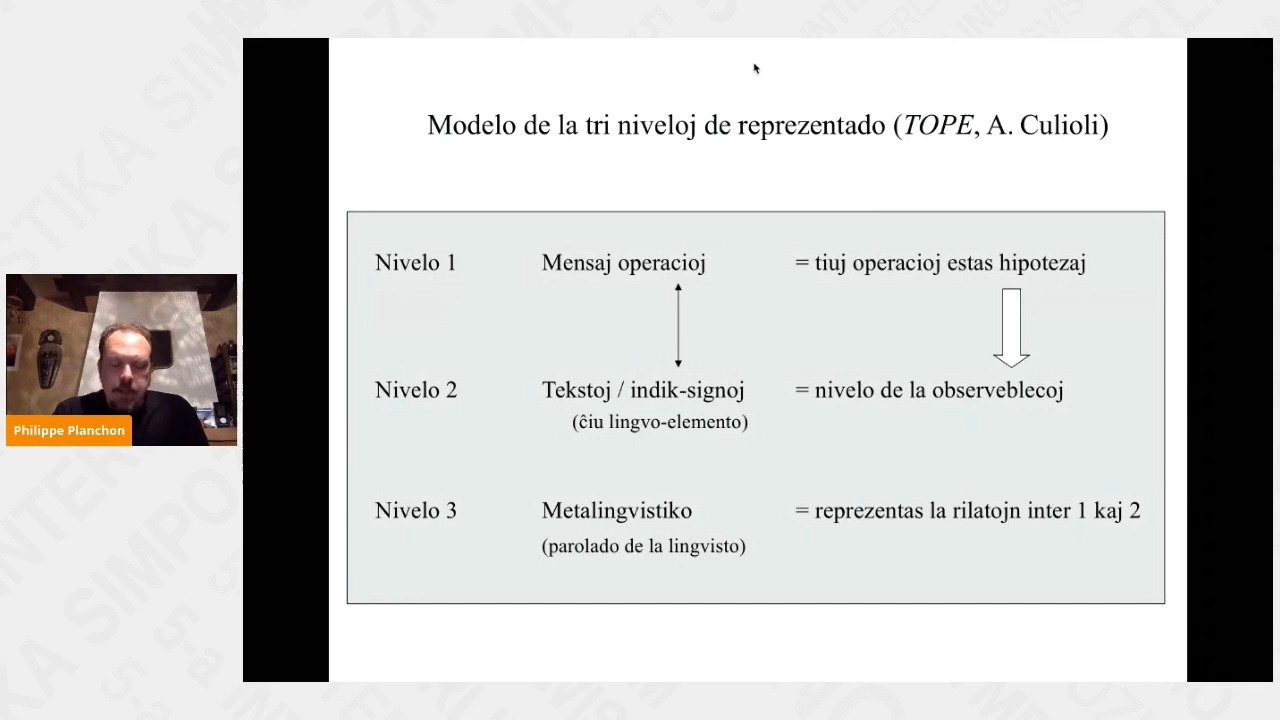 Modelo de la tri niveloj de reprezentado (TOPE, A. Culioli)
Nivelo 1 Mensaj operacioj = tiuj operacioj estas hipotezaj
Nivelo 2 Tekstoj / indik-signoj = nivelo de la observeblecoj
(ĉiu lingvo-elemento)
Nivelo 3 Metalingvistiko = reprezentas la rilatojn inter 1 kaj 2
(parolado de la lingvisto)
Philippe Planchon